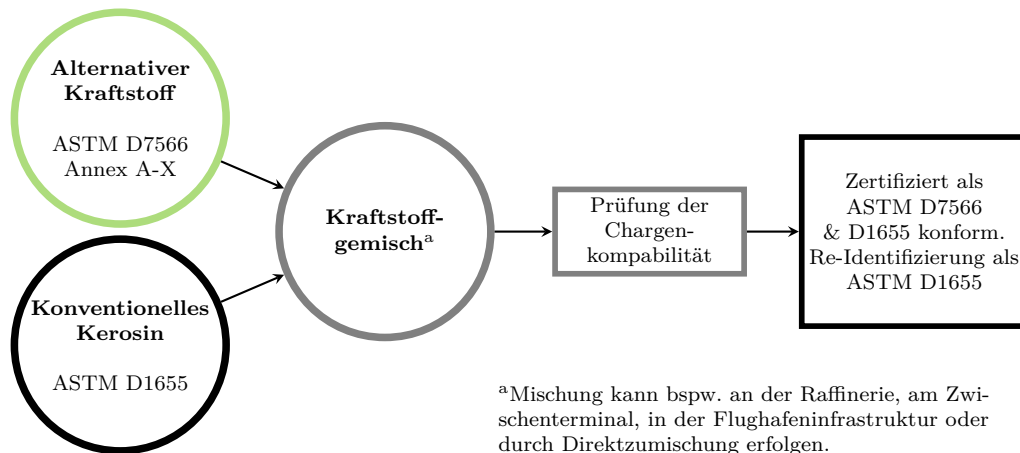 Alternativer
Kraftstoff
ASTM D7566
Annex A-X
Konventionelles
Kerosin
ASTM D1655
Kraftstoff-
gemischᵃ
Prüfung der
Chargen-
kompabilität
Zertifiziert als
ASTM D7566
& D1655 konform.
Re-Identifizierung als
ASTM D1655
ᵃMischung kann bspw. an der Raffinerie, am Zwi-
schenterminal, in der Flughafeninfrastruktur oder
durch Direktzumischung erfolgen.